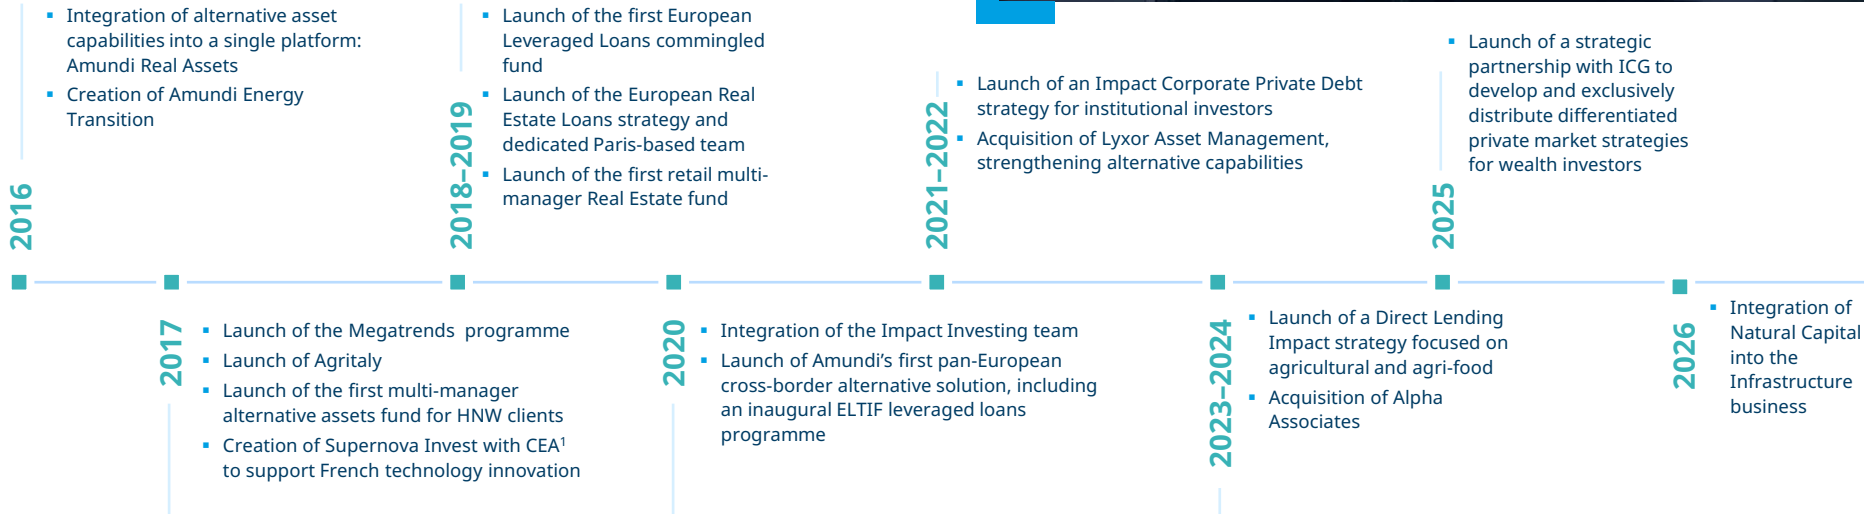 ▪ Integration of alternative asset
capabilities into a single platform:
Amundi Real Assets
▪ Creation of Amundi Energy
Transition
2016
▪ Launch of the Megatrends  programme
▪ Launch of Agritaly
▪ Launch of the first multi-manager
alternative assets fund for HNW clients
▪ Creation of Supernova Invest with CEA¹
to support French technology innovation
2017
▪ Launch of the first European
Leveraged Loans commingled
fund
▪ Launch of the European Real
Estate Loans strategy and
dedicated Paris-based team
▪ Launch of the first retail multi-
manager Real Estate fund
2018–2019
▪ Integration of the Impact Investing team
▪ Launch of Amundi’s first pan-European
cross-border alternative solution, including
an inaugural ELTIF leveraged loans
programme
2020
▪ Launch of an Impact Corporate Private Debt
strategy for institutional investors
▪ Acquisition of Lyxor Asset Management,
strengthening alternative capabilities
2021–2022
▪ Launch of a Direct Lending
Impact strategy focused on
agricultural and agri-food
▪ Acquisition of Alpha
Associates
2023–2024
▪ Launch of a strategic
partnership with ICG to
develop and exclusively
distribute differentiated
private market strategies
for wealth investors
2025
▪ Integration of
Natural Capital
into the
Infrastructure
business
2026